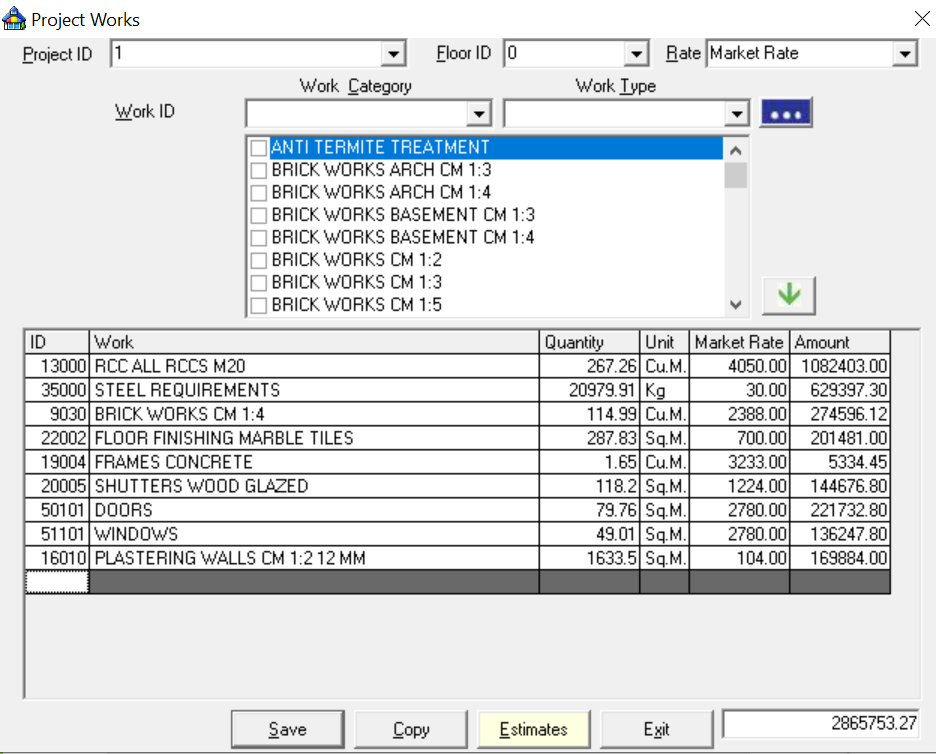 Project Works
Project ID 1 Floor ID 0 Rate Market Rate
Work Category Work Type
Work ID
ANTI TERMITE TREATMENT
BRICK WORKS ARCH CM 1:3
BRICK WORKS ARCH CM 1:4
BRICK WORKS BASEMENT CM 1:3
BRICK WORKS BASEMENT CM 1:4
BRICK WORKS CM 1:2
BRICK WORKS CM 1:3
BRICK WORKS CM 1:5
ID Work Quantity Unit Market Rate Amount
13000 RCC ALL RCCS M20 267.26 Cu.M. 4050.00 1082403.00
35000 STEEL REQUIREMENTS 20979.91 Kg 30.00 629397.30
9030 BRICK WORKS CM 1:4 114.99 Cu.M. 2388.00 274596.12
22002 FLOOR FINISHING MARBLE TILES 287.83 Sq.M. 700.00 201481.00
19004 FRAMES CONCRETE 1.65 Cu.M. 3233.00 5334.45
20005 SHUTTERS WOOD GLAZED 118.2 Sq.M. 1224.00 144676.80
50101 DOORS 79.76 Sq.M. 2780.00 221732.80
51101 WINDOWS 49.01 Sq.M. 2780.00 136247.80
16010 PLASTERING WALLS CM 1:2 12 MM 1633.5 Sq.M. 104.00 169884.00
Save Copy Estimates Exit 2865753.27